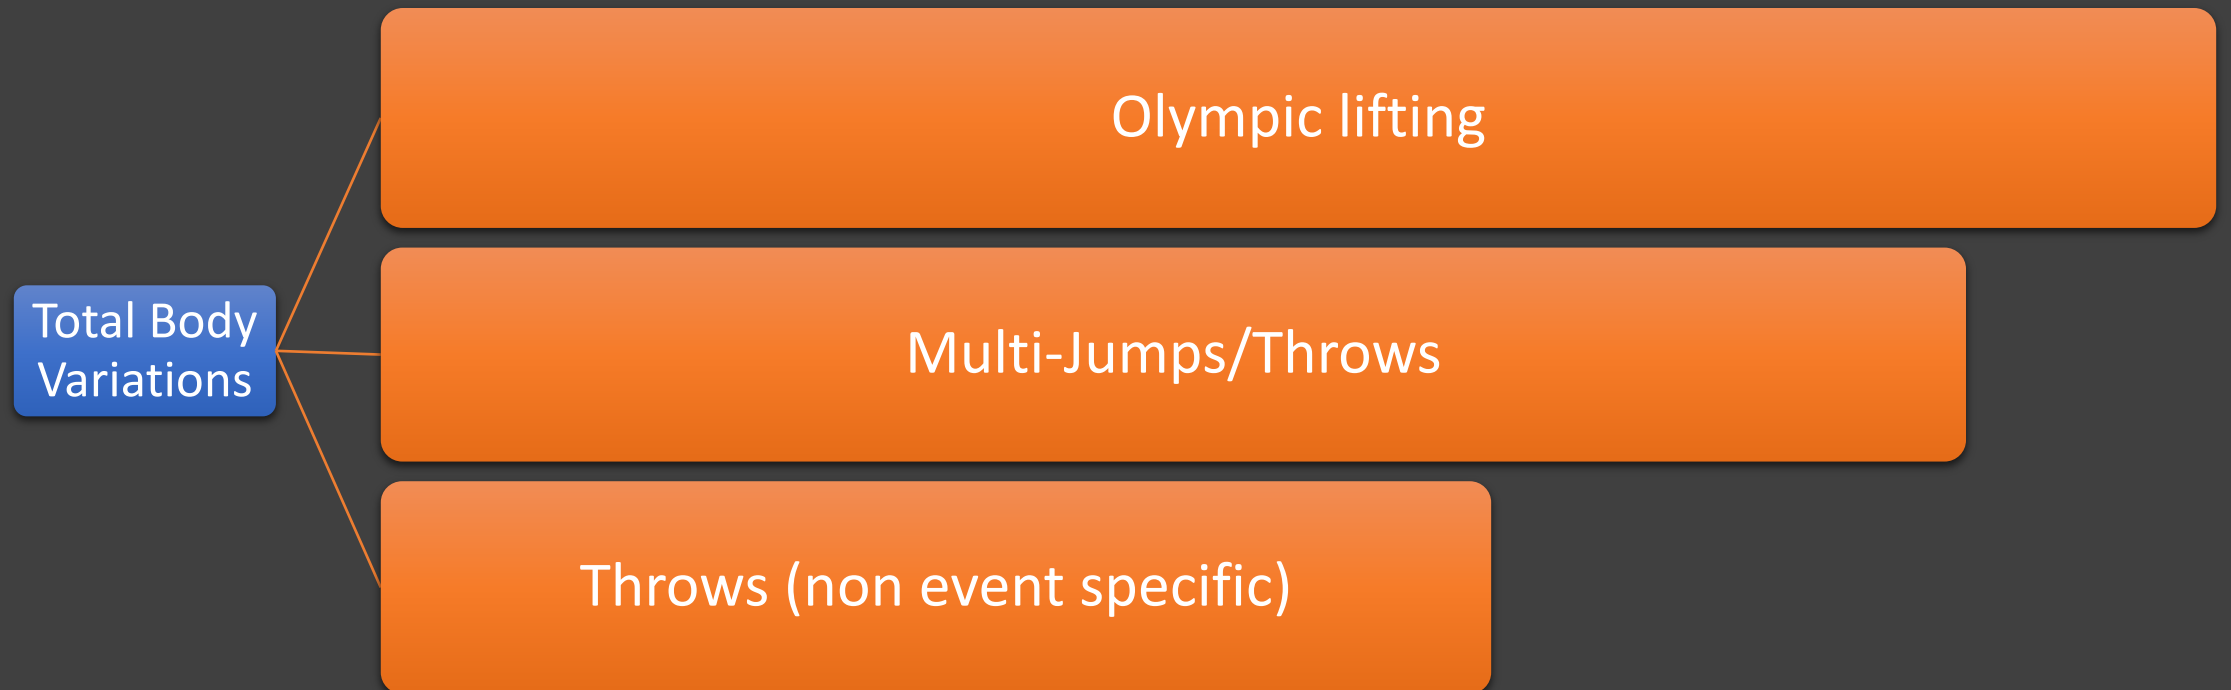 Olympic lifting
Total Body
Variations
Multi-Jumps/Throws
Throws (non event specific)